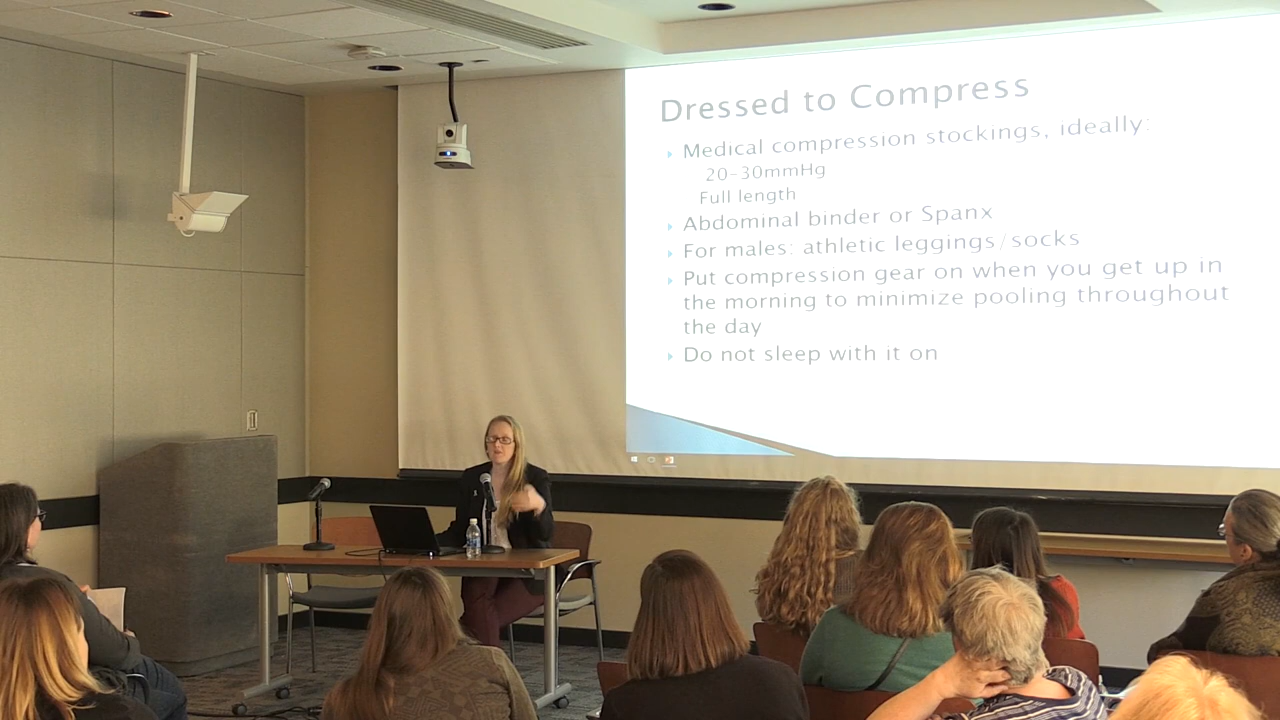 Dressed to Compress
Medical compression stockings, ideally:
20-30mmHg
Full length
Abdominal binder or Spanx
For males: athletic leggings/socks
Put compression gear on when you get up in
the morning to minimize pooling throughout
the day
Do not sleep with it on